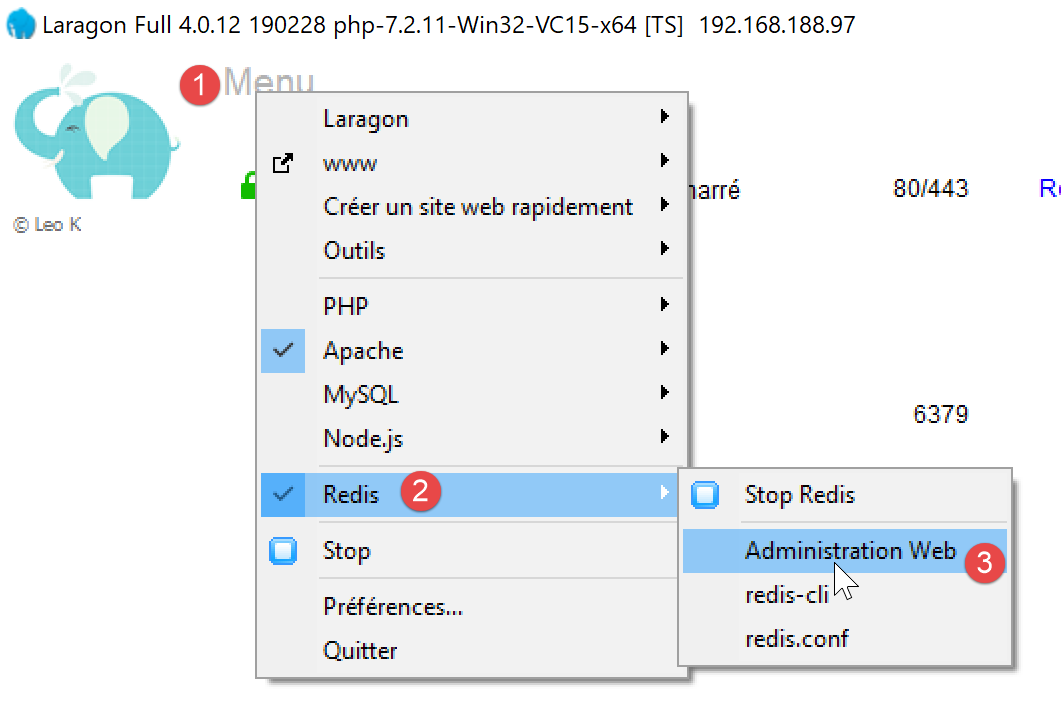 Laragon Full 4.0.12 190228 php-7.2.11-Win32-VC15-x64 [TS]  192.168.188.97
1 Menu
Laragon
www
80/443
Créer un site web rapidement
© Leo K
Outils
PHP
Apache
MySQL
6379
Node.js
Redis 2
Stop Redis
Stop
Administration Web 3
redis-cli
Préférences...
redis.conf
Quitter